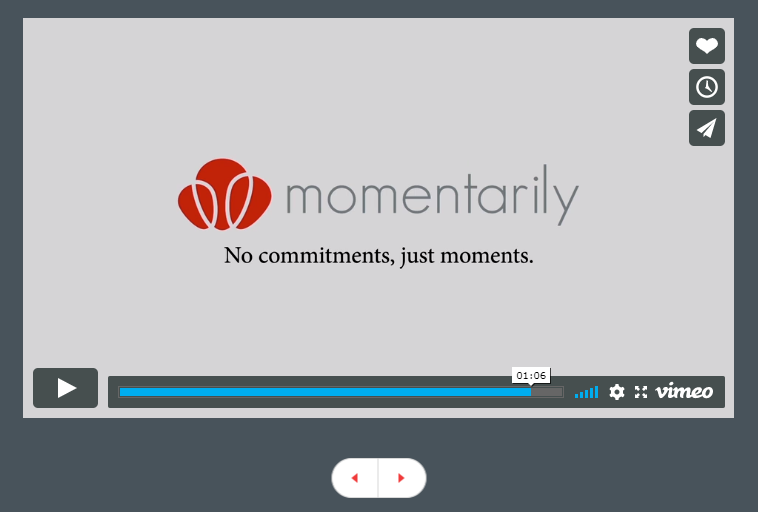 momentarily
No commitments, just moments.
01:06
vimeo